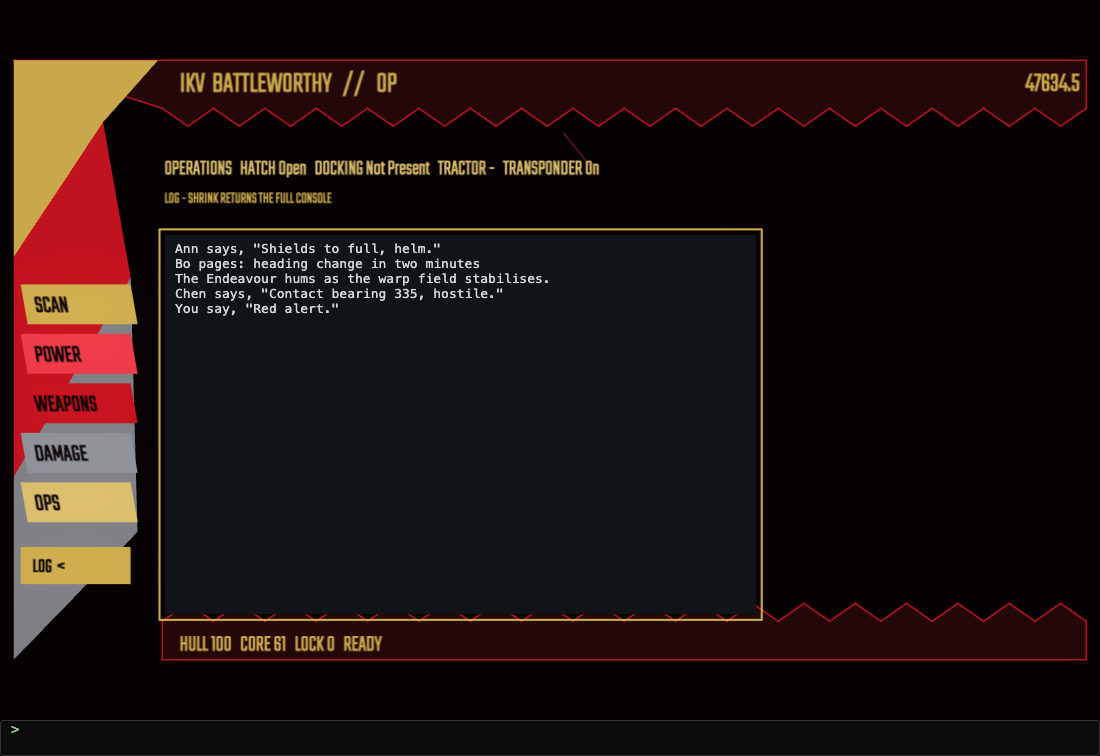 IKV BATTLEWORTHY // OP
47634.5
OPERATIONS HATCH Open DOCKING Not Present TRACTOR - TRANSPONDER On
LOG - SHRINK RETURNS THE FULL CONSOLE
Ann says, "Shields to full, helm."
Bo pages: heading change in two minutes
The Endeavour hums as the warp field stabilises.
Chen says, "Contact bearing 335, hostile."
You say, "Red alert."
SCAN
POWER
WEAPONS
DAMAGE
OPS
LOG <
HULL 100 CORE 61 LOCK 0 READY
>